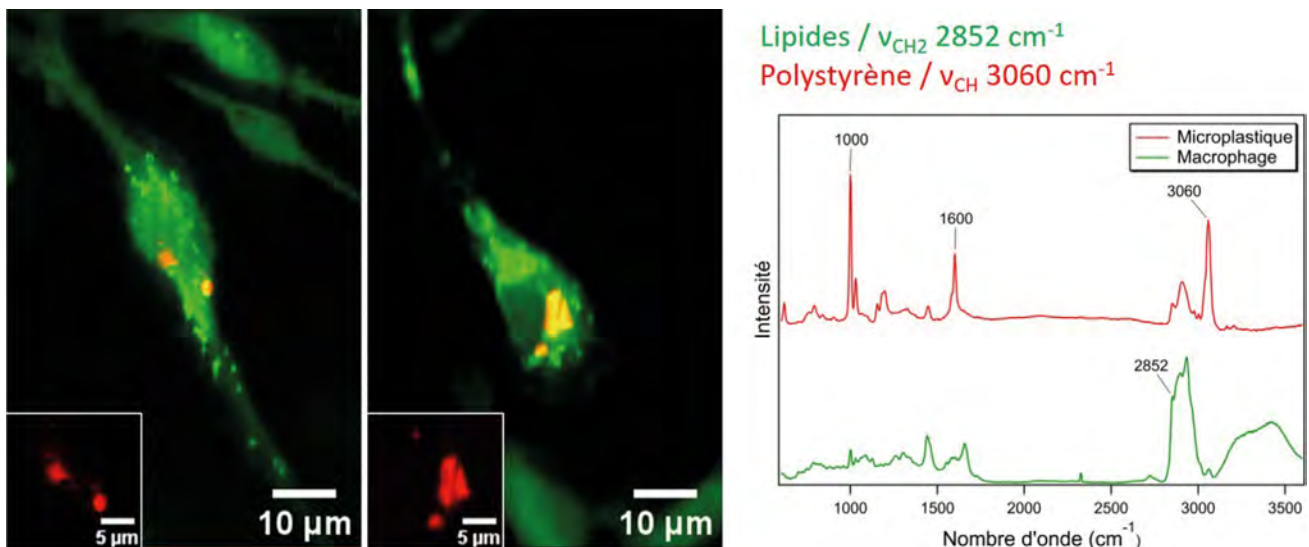 5 µm
10 µm
5 µm
10 µm
Lipides / νCH2 2852 cm-1
Polystyrène / νCH 3060 cm-1
Microplastique
Macrophage
1000
1600
3060
2852
Intensité
1000 1500 2000 2500 3000 3500
Nombre d'onde (cm-1)